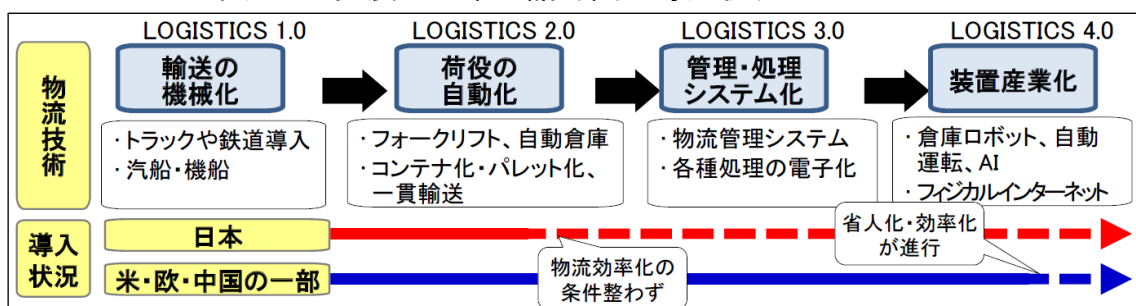 LOGISTICS 1.0
LOGISTICS 2.0
LOGISTICS 3.0
LOGISTICS 4.0
物流技術
輸送の
機械化
荷役の
自動化
管理・処理
システム化
装置産業化
・トラックや鉄道導入
・汽船・機船
・フォークリフト、自動倉庫
・コンテナ化・パレット化、
一貫輸送
・物流管理システム
・各種処理の電子化
・倉庫ロボット、自動
運転、AI
・フィジカルインターネット
導入
状況
日本
米・欧・中国の一部
物流効率化の
条件整わず
省人化・効率化
が進行